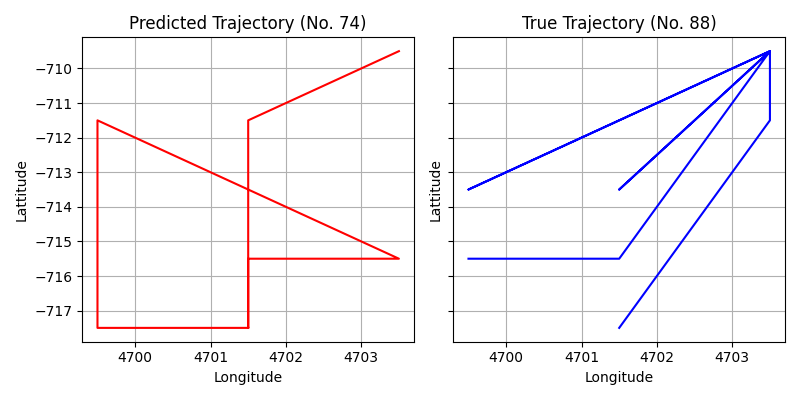 Predicted Trajectory (No. 74)
True Trajectory (No. 88)
Lattitude
−710
−711
−712
−713
−714
−715
−716
−717
4700
4701
4702
4703
Longitude
Lattitude
4700
4701
4702
4703
Longitude